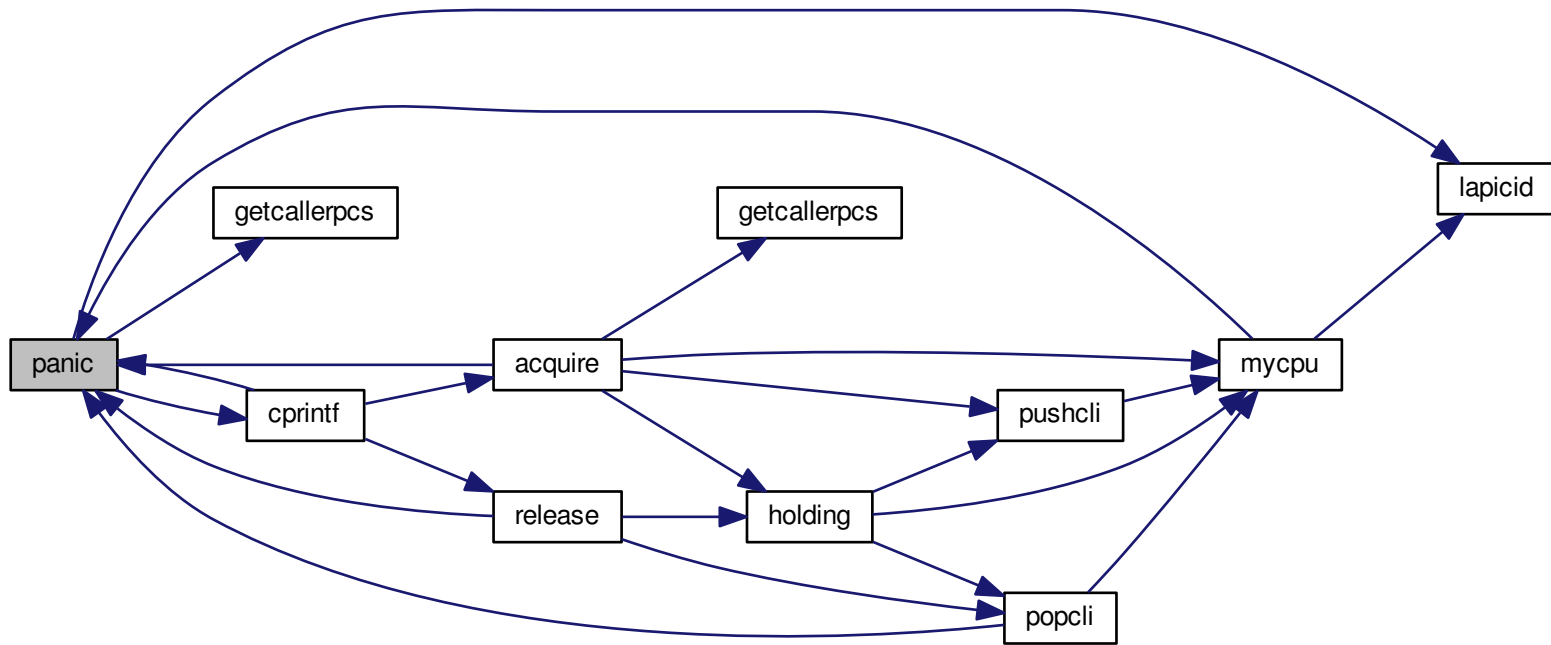 lapicid
getcallerpcs
getcallerpcs
panic
acquire
mycpu
cprintf
pushcli
release
holding
popcli